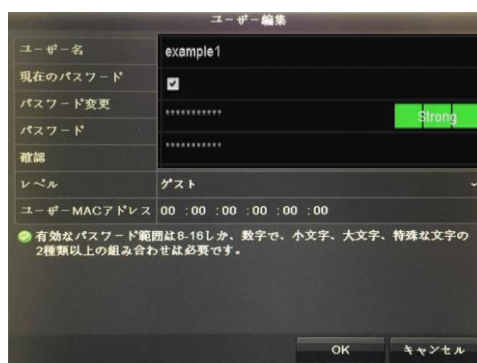 ユーザー編集
ユーザー名 example1
現在のパスワード
パスワード変更 *********** Strong
パスワード
確認 ***********
レベル ゲスト
ユーザーMACアドレス 00 :00 :00 :00 :00 :00
有効なパスワード範囲は8-16しか、数字で、小文字、大文字、特殊な文字の
2種類以上の組み合わせは必要です。
OK キャンセル